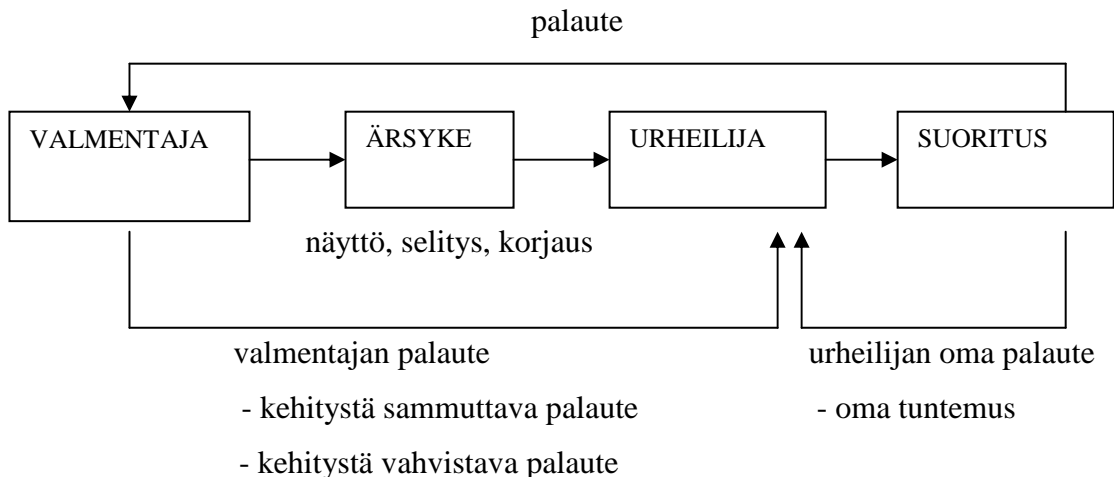 palaute
VALMENTAJA ÄRSYKE URHEILIJA SUORITUS
näyttö, selitys, korjaus
valmentajan palaute urheilijan oma palaute
- kehitystä sammuttava palaute - oma tuntemus
- kehitystä vahvistava palaute